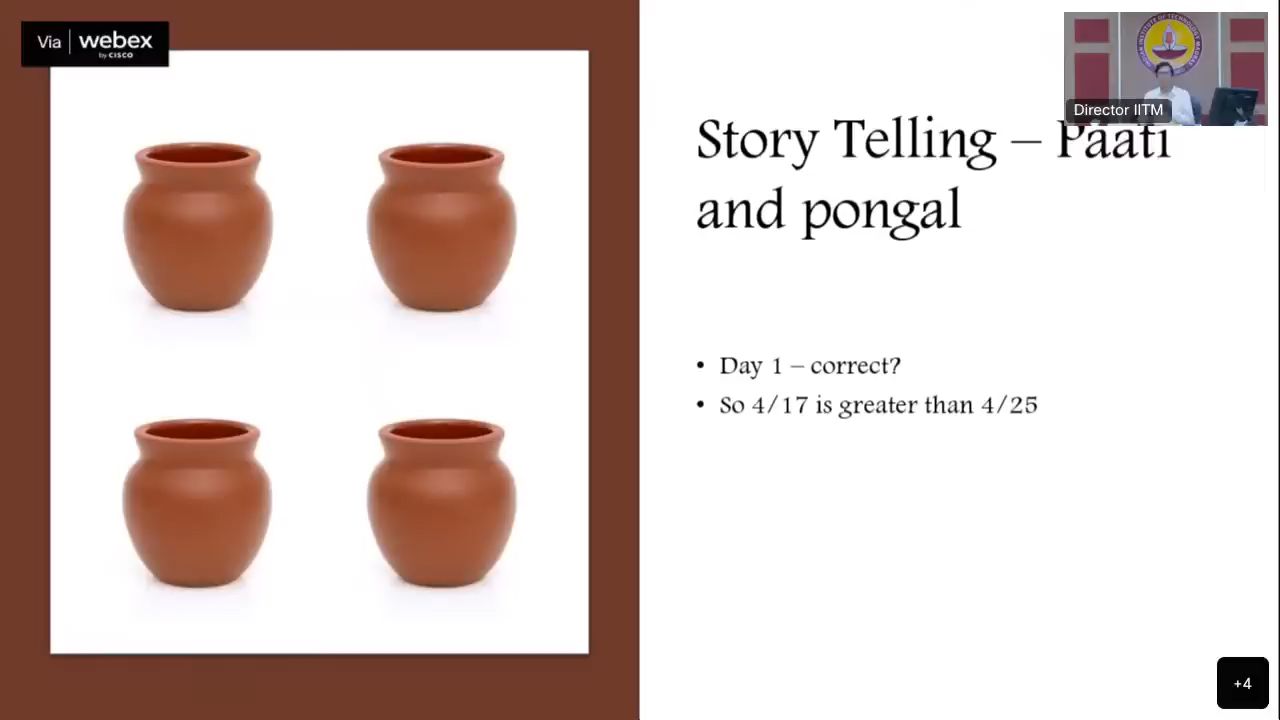 Via webex
by CISCO
Director IITM
Story Telling – Paati
and pongal
• Day 1 – correct?
• So 4/17 is greater than 4/25
+4